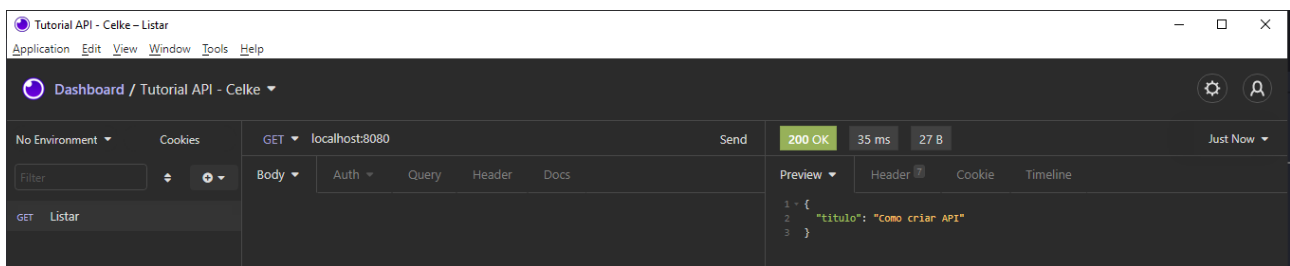 Tutorial API - Celke – Listar
Application Edit View Window Tools Help
Dashboard / Tutorial API - Celke
No Environment Cookies
GET localhost:8080 Send
200 OK 35 ms 27 B Just Now
Filter
Body Auth Query Header Docs
Preview Header 7 Cookie Timeline
GET Listar
1 {
2 "titulo": "Como criar API"
3 }